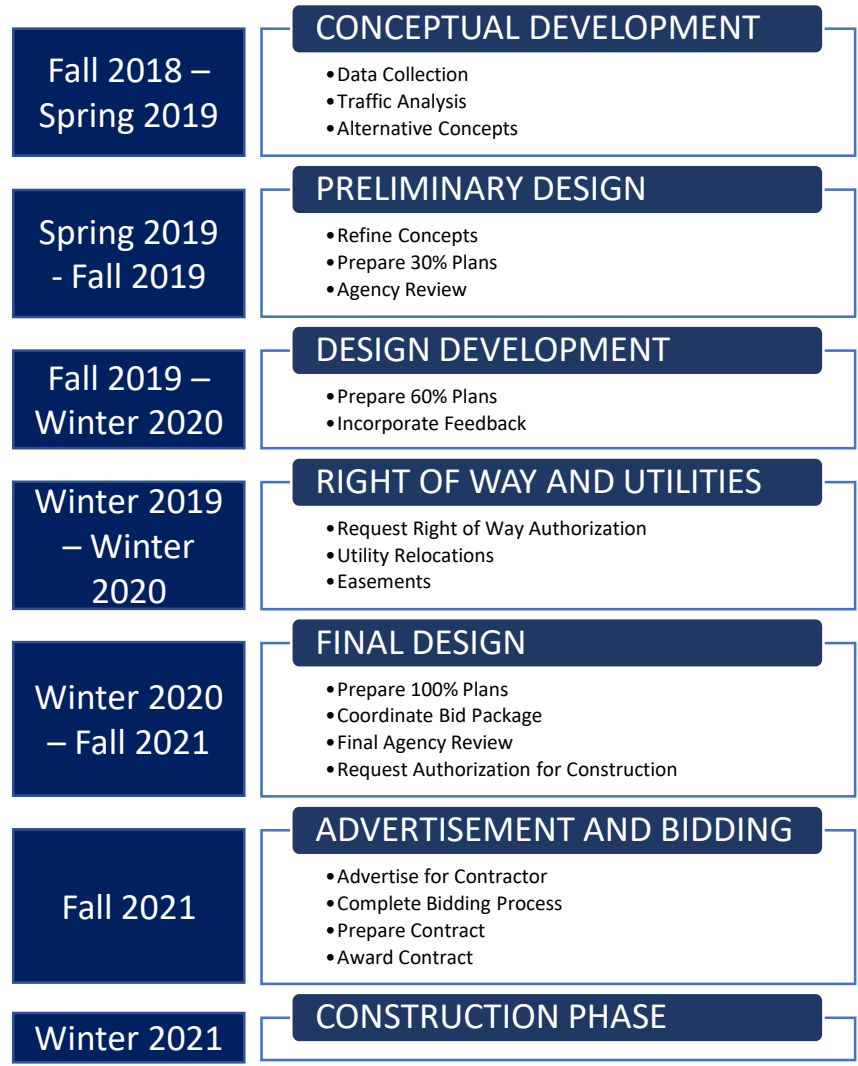 Fall 2018 –
Spring 2019
CONCEPTUAL DEVELOPMENT
•Data Collection
•Traffic Analysis
•Alternative Concepts
Spring 2019
- Fall 2019
PRELIMINARY DESIGN
•Refine Concepts
•Prepare 30% Plans
•Agency Review
Fall 2019 –
Winter 2020
DESIGN DEVELOPMENT
•Prepare 60% Plans
•Incorporate Feedback
Winter 2019
– Winter
2020
RIGHT OF WAY AND UTILITIES
•Request Right of Way Authorization
•Utility Relocations
•Easements
Winter 2020
– Fall 2021
FINAL DESIGN
•Prepare 100% Plans
•Coordinate Bid Package
•Final Agency Review
•Request Authorization for Construction
Fall 2021
ADVERTISEMENT AND BIDDING
•Advertise for Contractor
•Complete Bidding Process
•Prepare Contract
•Award Contract
Winter 2021
CONSTRUCTION PHASE